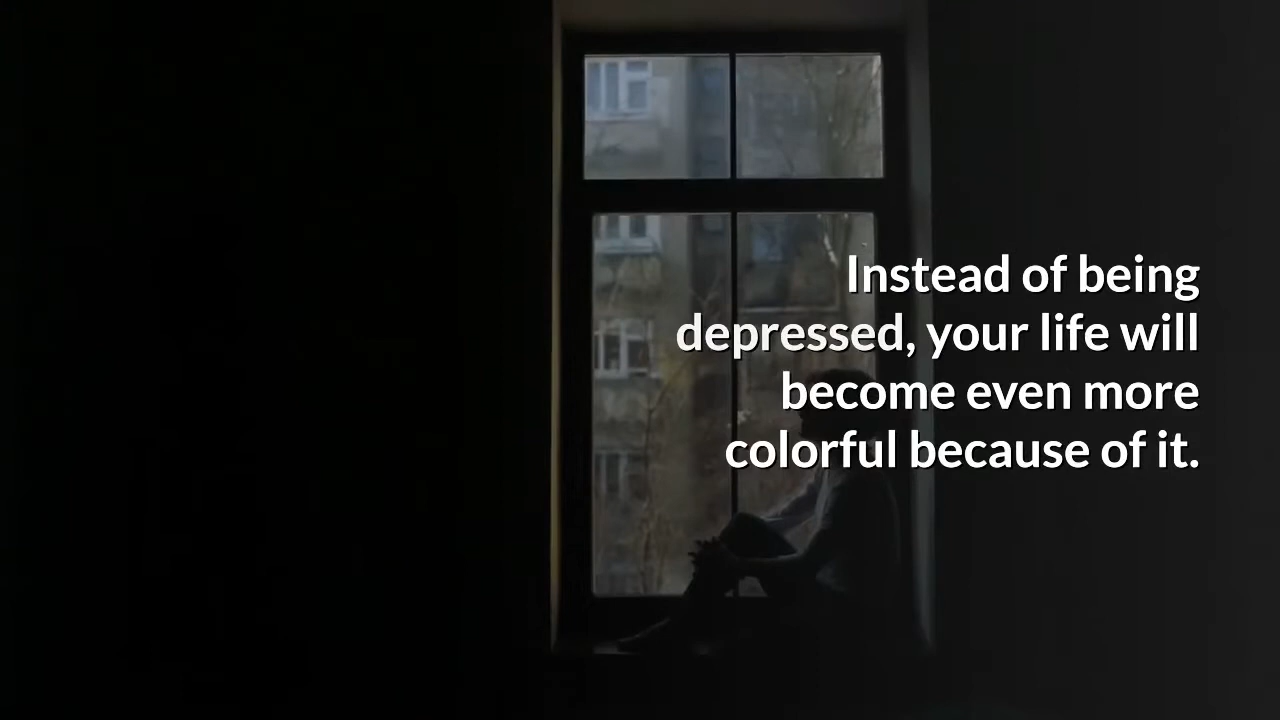 Instead of being
depressed, your life will
become even more
colorful because of it.